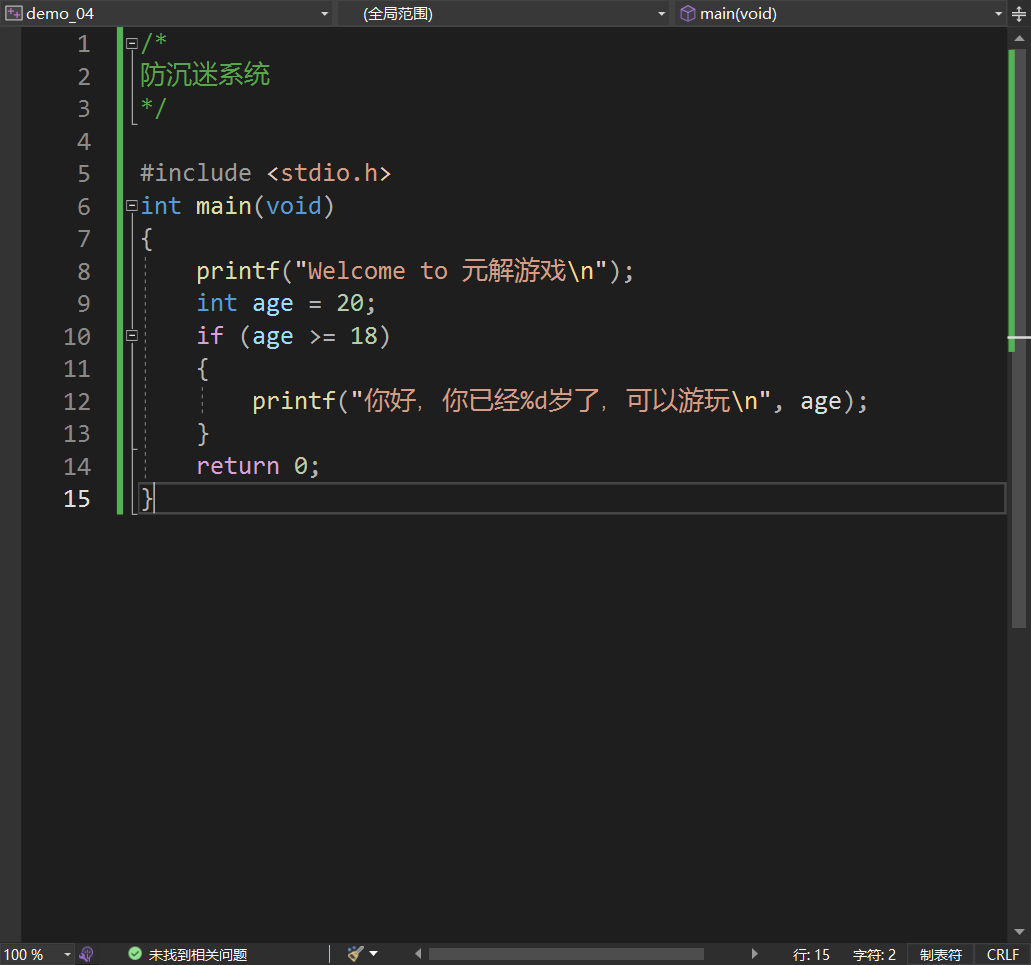 demo_04 (全局范围) main(void)
1 /*
2 防沉迷系统
3 */
4
5 #include <stdio.h>
6 int main(void)
7 {
8 printf("Welcome to 元解游戏\n");
9 int age = 20;
10 if (age >= 18)
11 {
12 printf("你好，你已经%d岁了，可以游玩\n", age);
13 }
14 return 0;
15 }
100 % 未找到相关问题 行: 15 字符: 2 制表符 CRLF